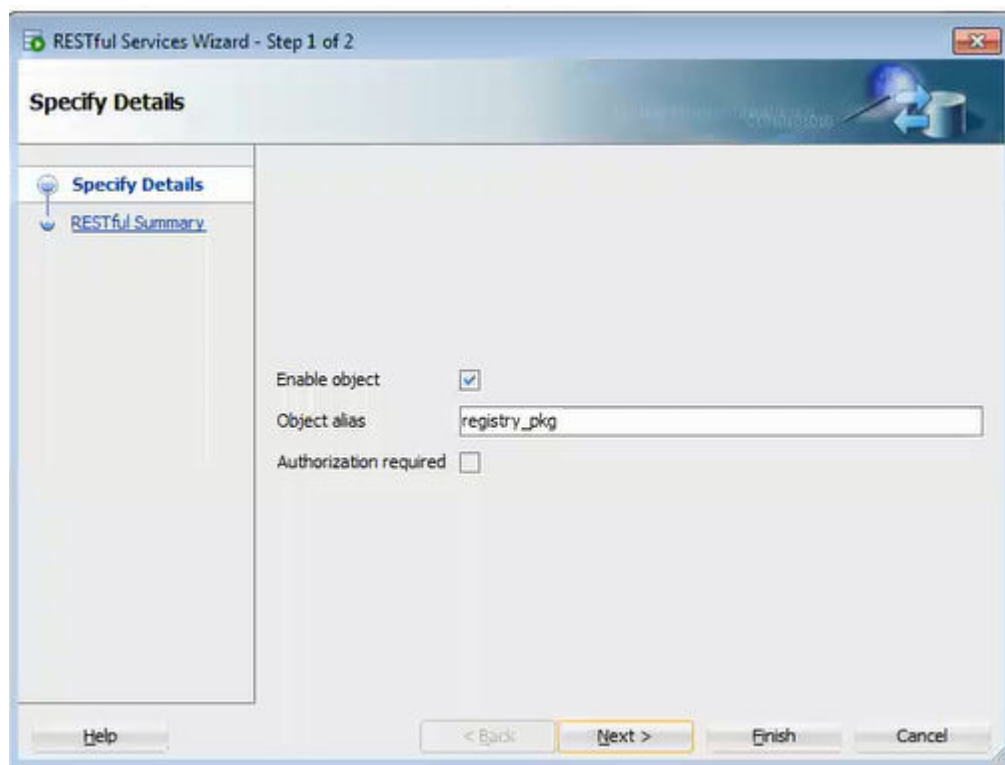 RESTful Services Wizard - Step 1 of 2
Specify Details
Specify Details
RESTful Summary
Enable object
Object alias
registry_pkg
Authorization required
Help
< Back
Next >
Finish
Cancel